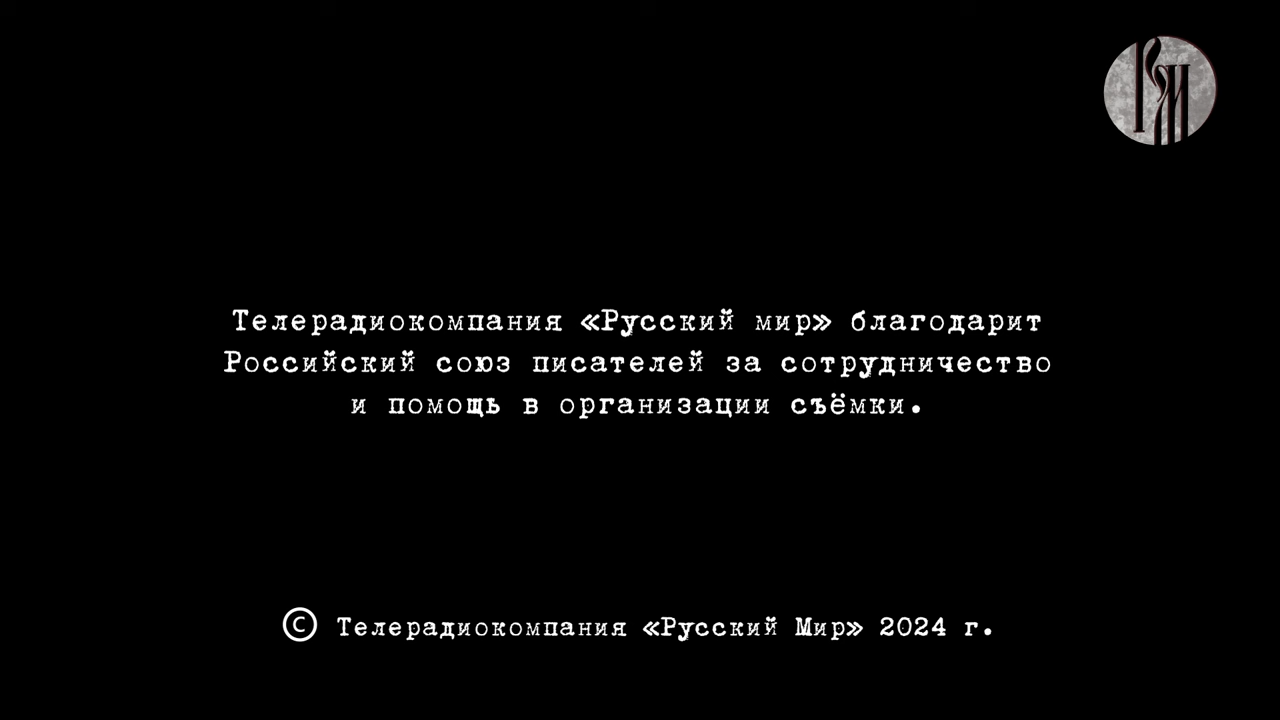 Телерадиокомпания «Русский мир» благодарит
Российский союз писателей за сотрудничество
и помощь в организации съёмки.
© Телерадиокомпания «Русский Мир» 2024 г.